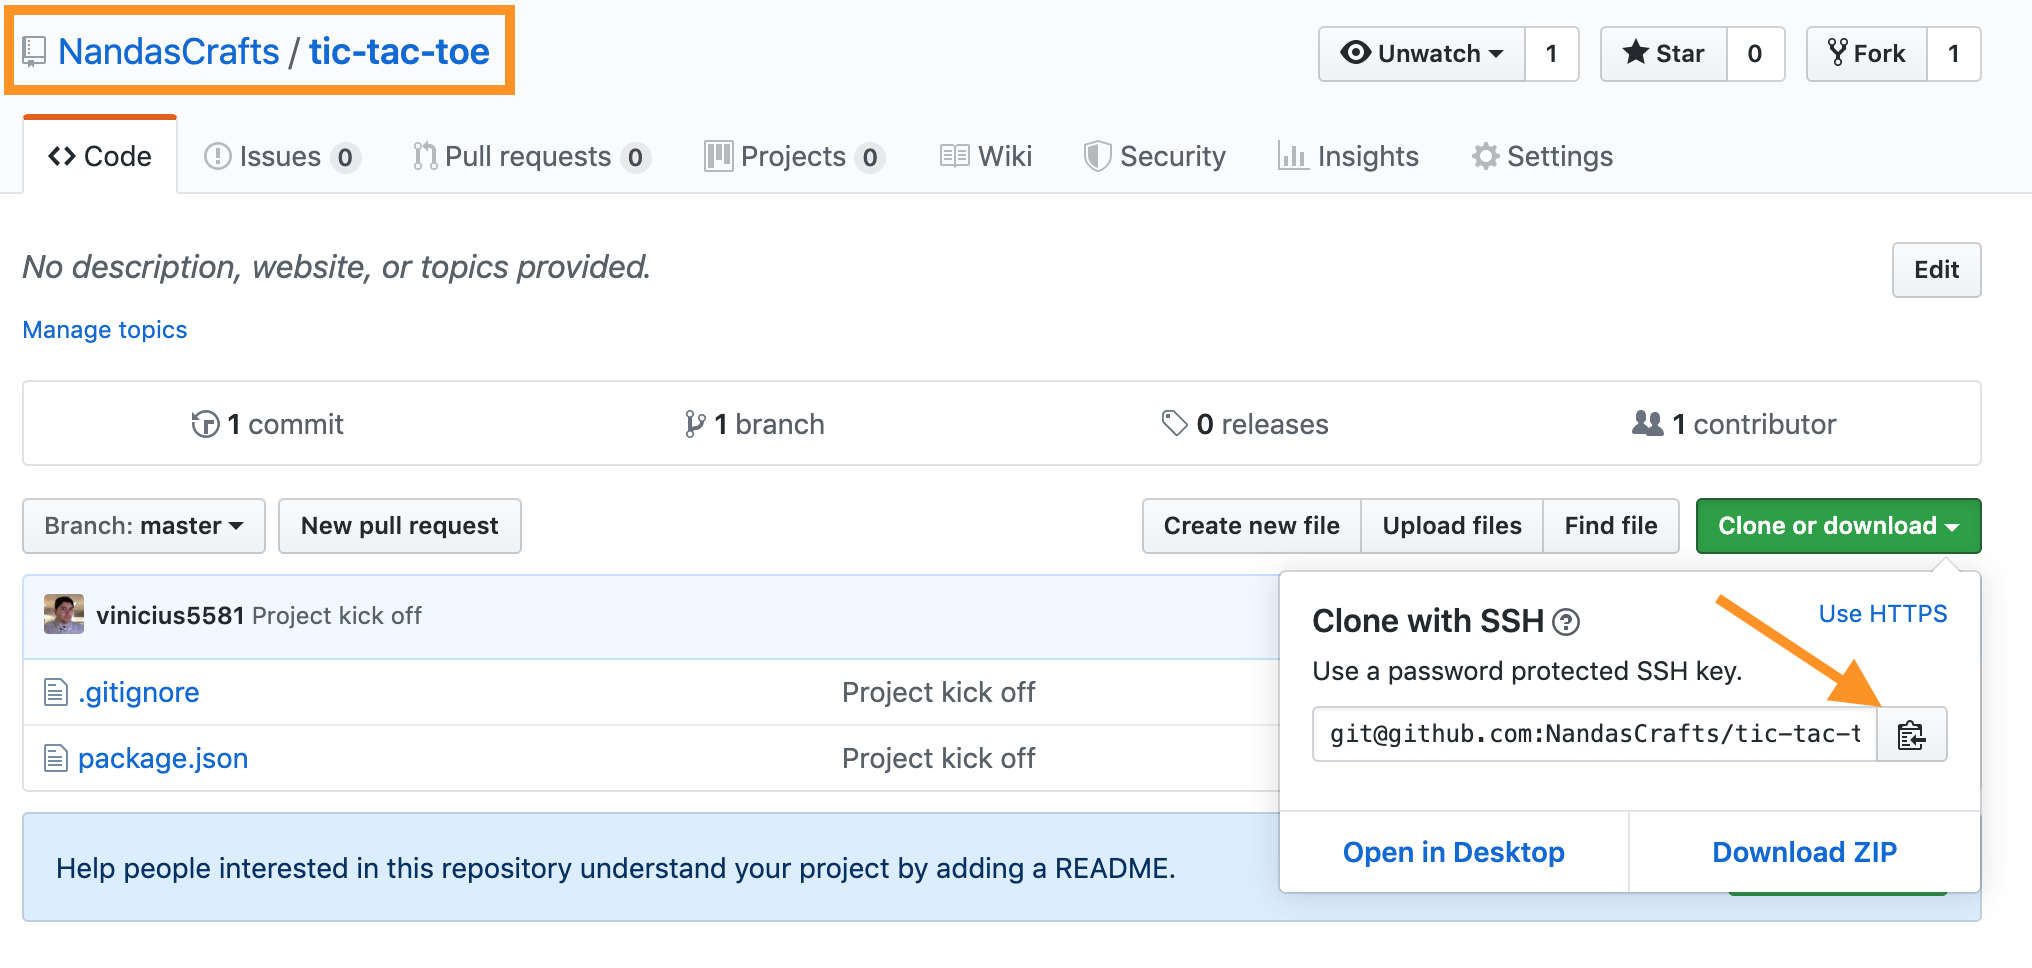 NandasCrafts / tic-tac-toe
Unwatch 1 Star 0 Fork 1
Code Issues 0 Pull requests 0 Projects 0 Wiki Security Insights Settings
No description, website, or topics provided.
Edit
Manage topics
1 commit 1 branch 0 releases 1 contributor
Branch: master New pull request Create new file Upload files Find file Clone or download
vinicius5581 Project kick off
.gitignore Project kick off
package.json Project kick off
Help people interested in this repository understand your project by adding a README.
Clone with SSH ? Use HTTPS
Use a password protected SSH key.
git@github.com:NandasCrafts/tic-tac-t
Open in Desktop Download ZIP